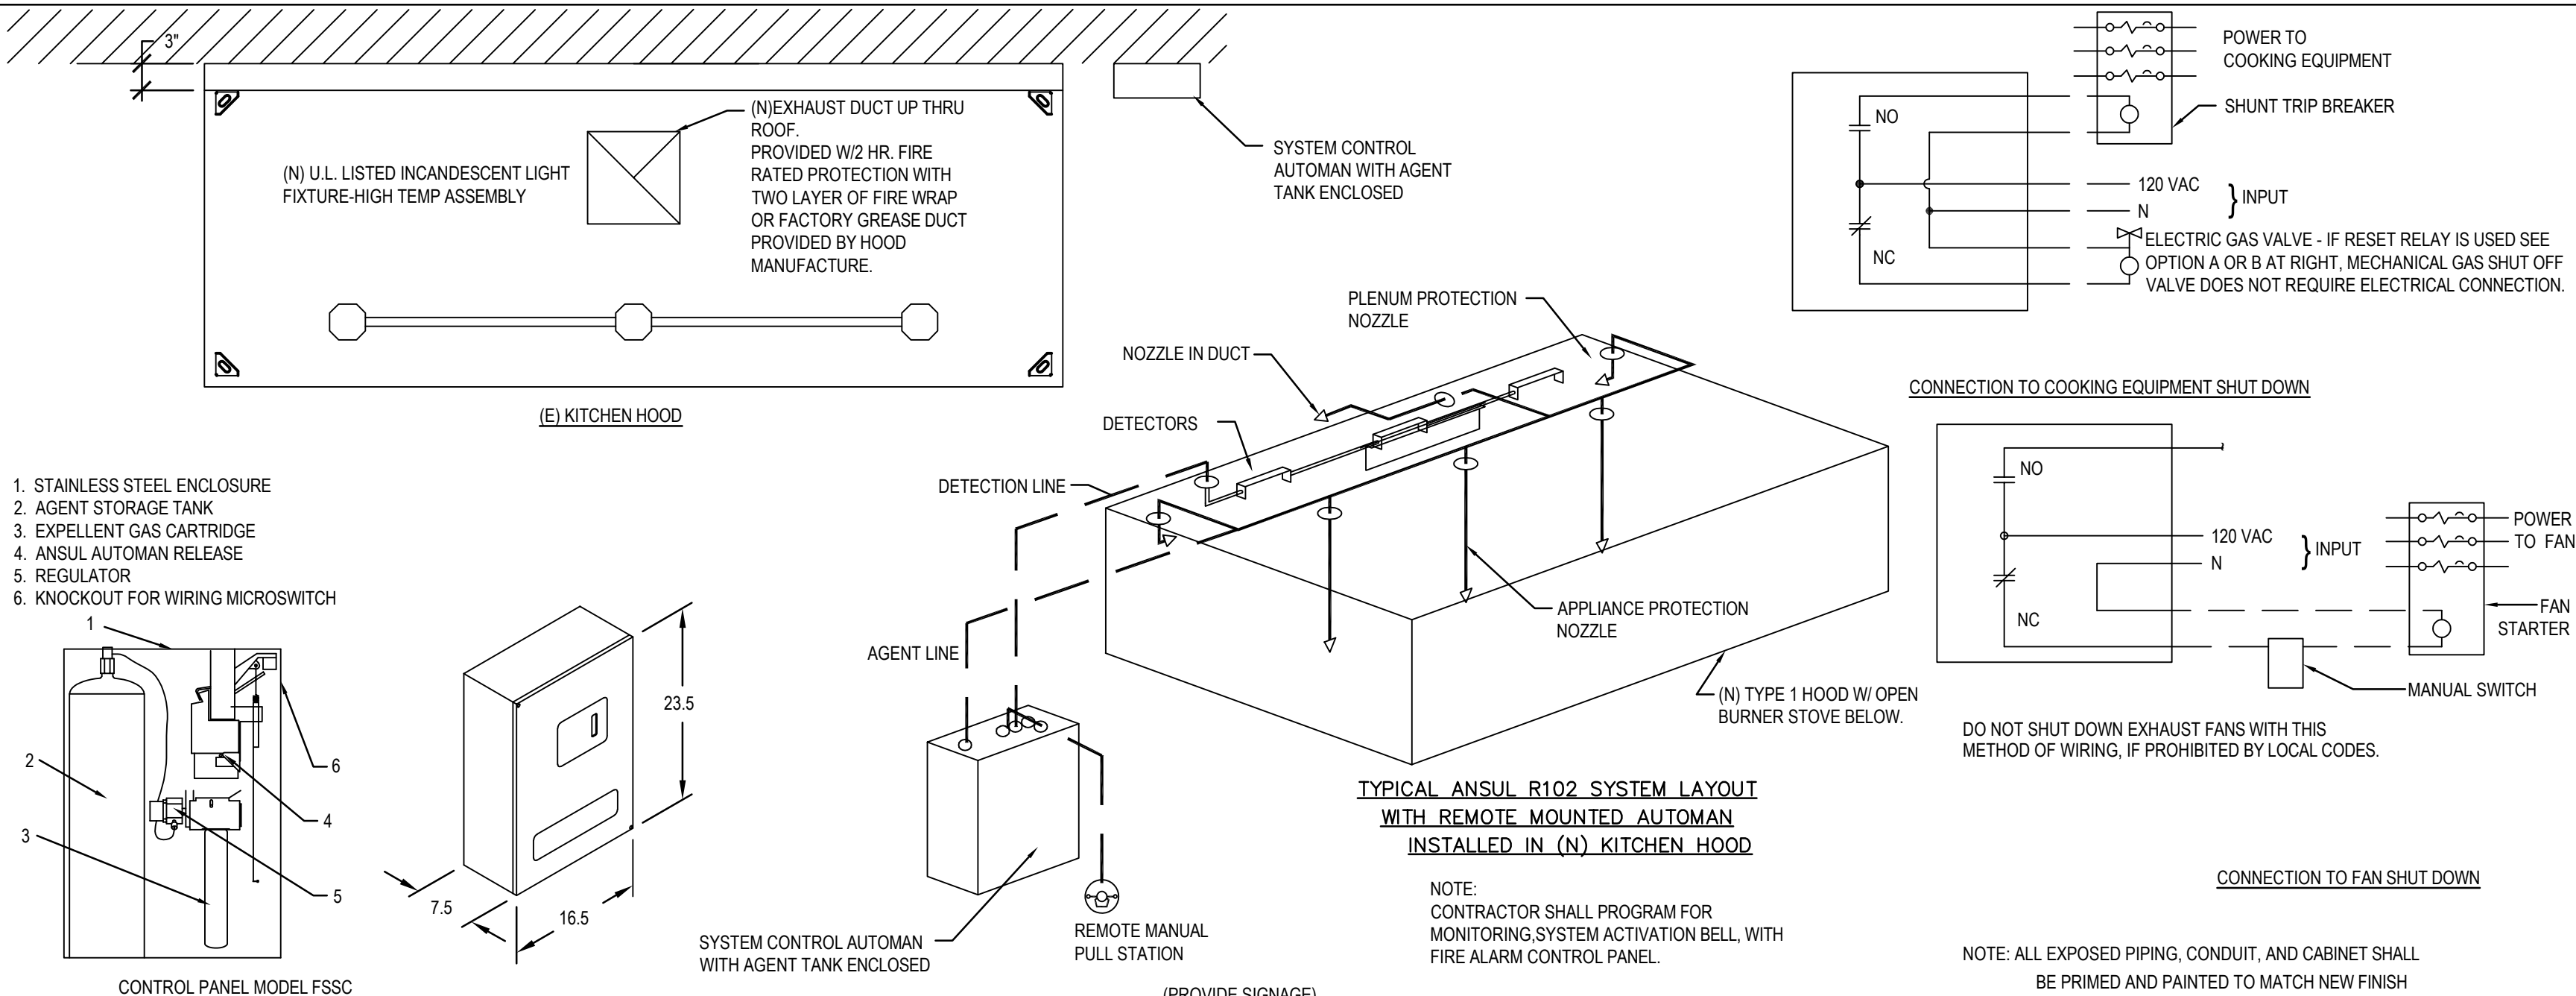 3"
(N)EXHAUST DUCT UP THRU
ROOF.
PROVIDED W/2 HR. FIRE
RATED PROTECTION WITH
TWO LAYER OF FIRE WRAP
OR FACTORY GREASE DUCT
PROVIDED BY HOOD
MANUFACTURE.
(N) U.L. LISTED INCANDESCENT LIGHT
FIXTURE-HIGH TEMP ASSEMBLY
(E) KITCHEN HOOD
SYSTEM CONTROL
AUTOMAN WITH AGENT
TANK ENCLOSED
POWER TO
COOKING EQUIPMENT
SHUNT TRIP BREAKER
NO
120 VAC
N
} INPUT
NC
ELECTRIC GAS VALVE - IF RESET RELAY IS USED SEE
OPTION A OR B AT RIGHT, MECHANICAL GAS SHUT OFF
VALVE DOES NOT REQUIRE ELECTRICAL CONNECTION.
CONNECTION TO COOKING EQUIPMENT SHUT DOWN
PLENUM PROTECTION
NOZZLE
NOZZLE IN DUCT
DETECTORS
DETECTION LINE
AGENT LINE
APPLIANCE PROTECTION
NOZZLE
(N) TYPE 1 HOOD W/ OPEN
BURNER STOVE BELOW.
1. STAINLESS STEEL ENCLOSURE
2. AGENT STORAGE TANK
3. EXPELLENT GAS CARTRIDGE
4. ANSUL AUTOMAN RELEASE
5. REGULATOR
6. KNOCKOUT FOR WIRING MICROSWITCH
1
2
3
6
4
5
CONTROL PANEL MODEL FSSC
23.5
7.5
16.5
SYSTEM CONTROL AUTOMAN
WITH AGENT TANK ENCLOSED
REMOTE MANUAL
PULL STATION
TYPICAL ANSUL R102 SYSTEM LAYOUT
WITH REMOTE MOUNTED AUTOMAN
INSTALLED IN (N) KITCHEN HOOD
NOTE:
CONTRACTOR SHALL PROGRAM FOR
MONITORING,SYSTEM ACTIVATION BELL, WITH
FIRE ALARM CONTROL PANEL.
(PROVIDE SIGNAGE)
NO
120 VAC
N
} INPUT
NC
POWER
TO FAN
FAN
STARTER
MANUAL SWITCH
DO NOT SHUT DOWN EXHAUST FANS WITH THIS
METHOD OF WIRING, IF PROHIBITED BY LOCAL CODES.
CONNECTION TO FAN SHUT DOWN
NOTE: ALL EXPOSED PIPING, CONDUIT, AND CABINET SHALL
BE PRIMED AND PAINTED TO MATCH NEW FINISH